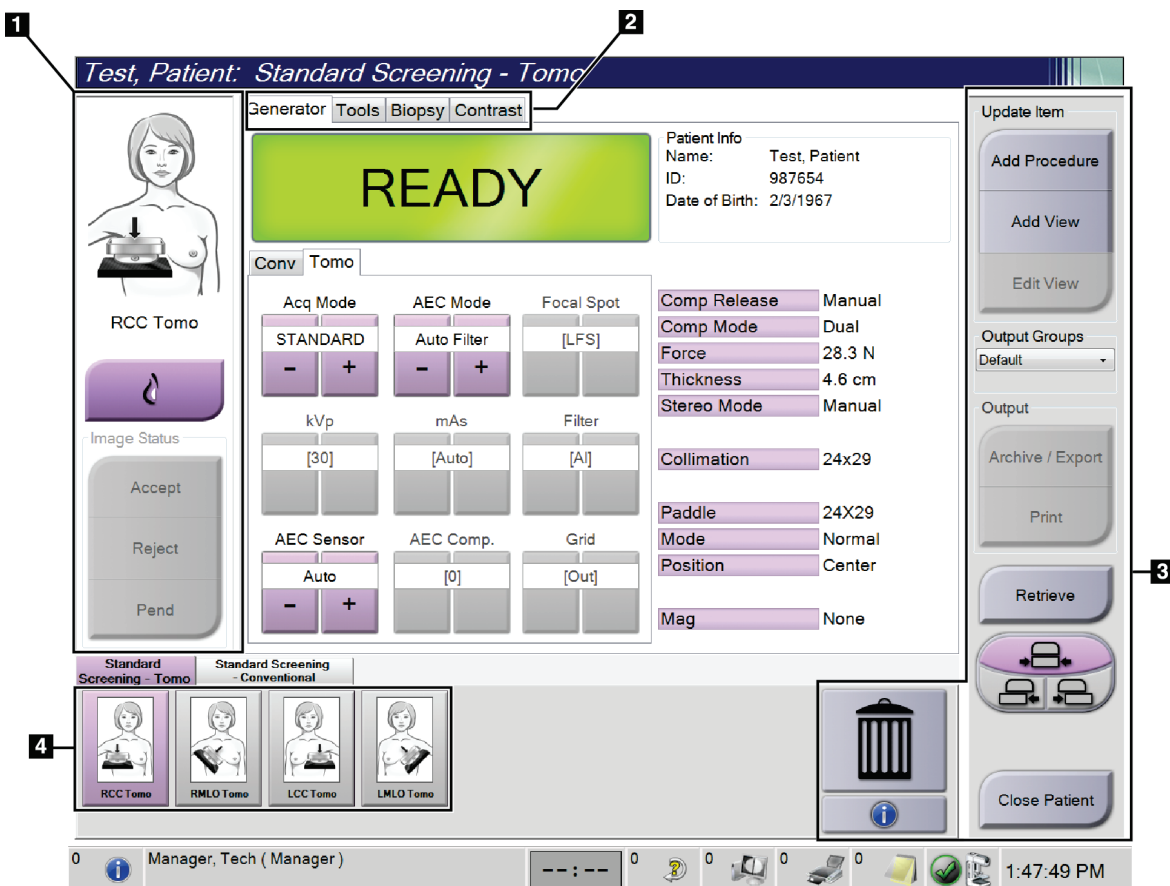 1
2
Test, Patient: Standard Screening - Tomo
Generator Tools Biopsy Contrast
READY
Patient Info
Name: Test, Patient
ID: 987654
Date of Birth: 2/3/1967
RCC Tomo
Image Status
Accept
Reject
Pend
Conv Tomo
Acq Mode AEC Mode Focal Spot
STANDARD Auto Filter [LFS]
- + - +
kVp mAs Filter
[30] [Auto] [Al]
AEC Sensor AEC Comp. Grid
Auto [0] [Out]
- +
Comp Release Manual
Comp Mode Dual
Force 28.3 N
Thickness 4.6 cm
Stereo Mode Manual
Collimation 24x29
Paddle 24X29
Mode Normal
Position Center
Mag None
Update Item
Add Procedure
Add View
Edit View
Output Groups
Default
Output
Archive / Export
Print
3
Retrieve
Close Patient
Standard
Screening - Tomo
Standard Screening
- Conventional
4
RCC Tomo RMLO Tomo LCC Tomo LMLO Tomo
i
0 i Manager, Tech ( Manager ) --:-- 0 ? 0 0 0 1:47:49 PM